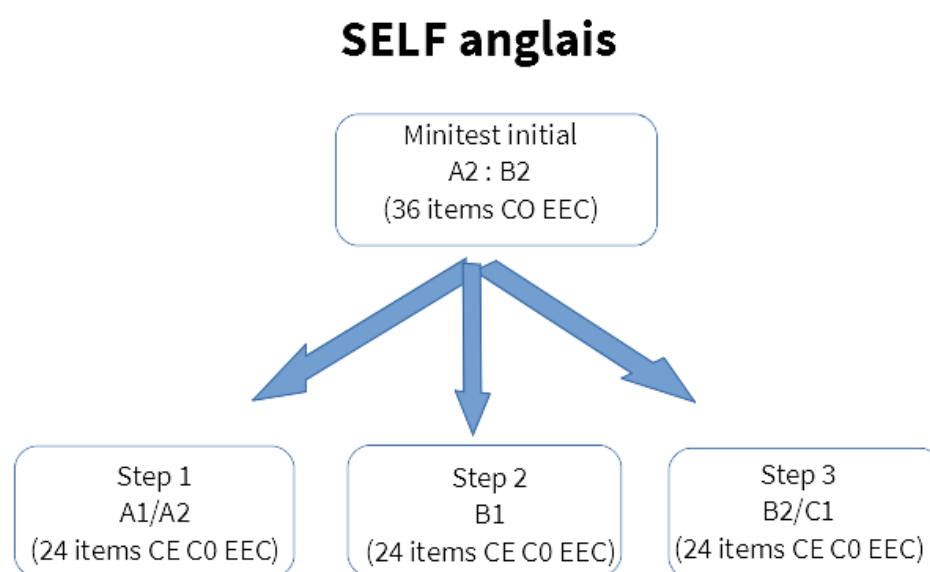 SELF anglais
Minitest initial
A2 : B2
(36 items CO EEC)
Step 1
A1/A2
(24 items CE C0 EEC)
Step 2
B1
(24 items CE C0 EEC)
Step 3
B2/C1
(24 items CE C0 EEC)